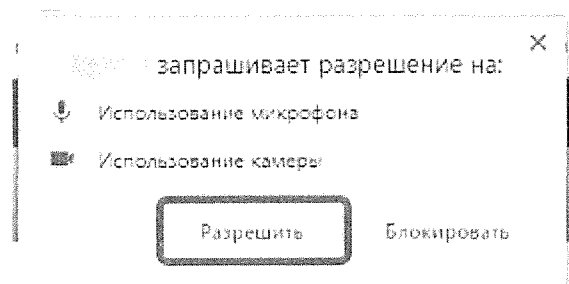 запрашивает разрешение на:
Использование микрофона
Использование камеры
Разрешить
Блокировать